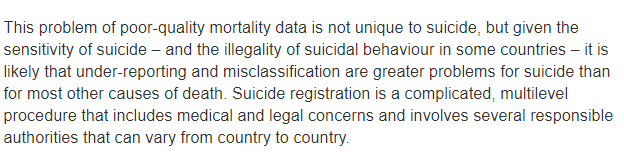 This problem of poor-quality mortality data is not unique to suicide, but given the
sensitivity of suicide – and the illegality of suicidal behaviour in some countries – it is
likely that under-reporting and misclassification are greater problems for suicide than
for most other causes of death. Suicide registration is a complicated, multilevel
procedure that includes medical and legal concerns and involves several responsible
authorities that can vary from country to country.